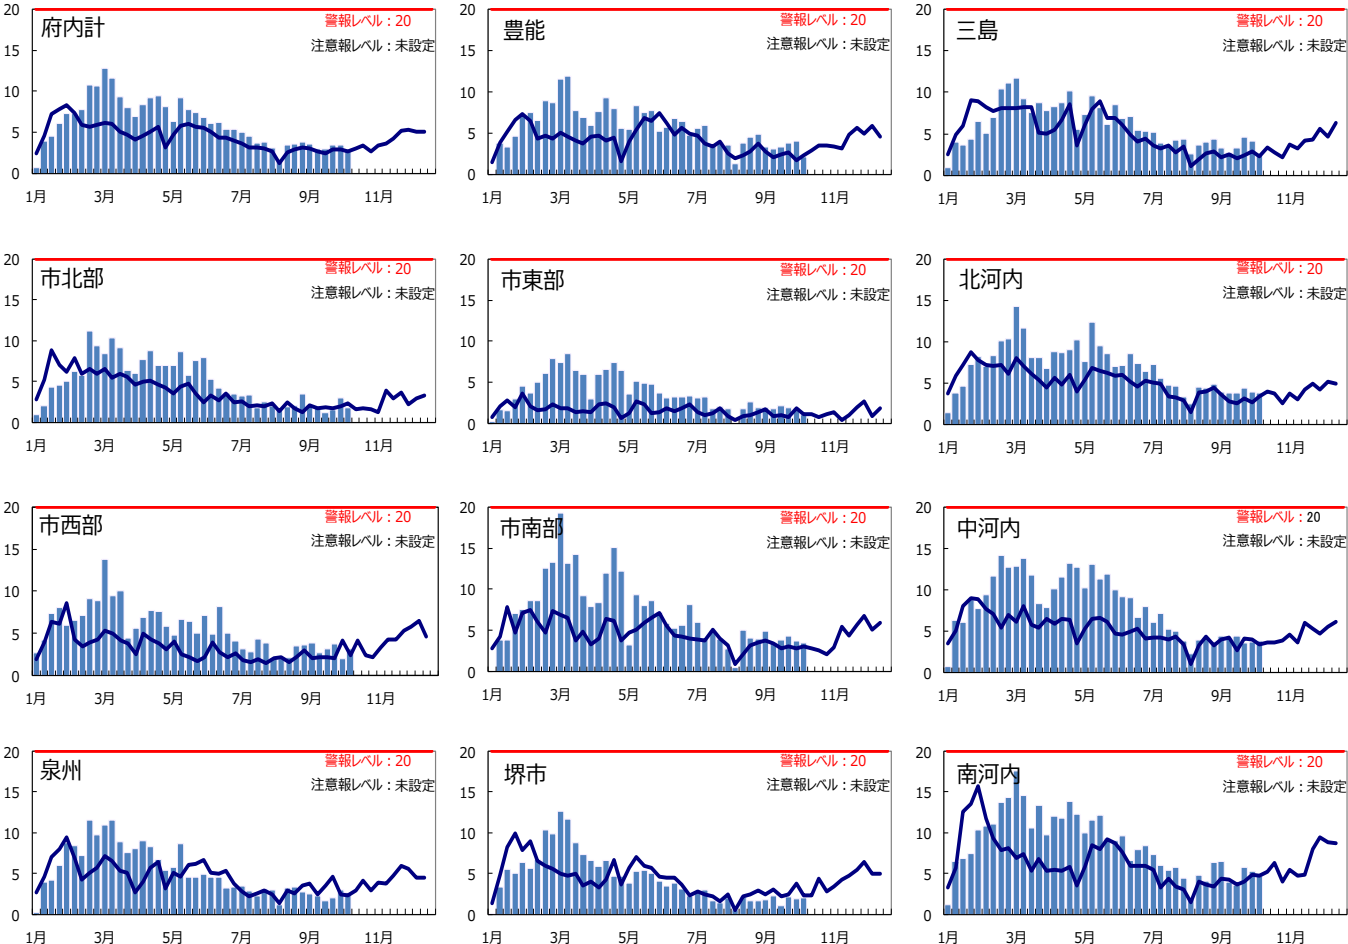 府内計
警報レベル：20
注意報レベル：未設定
20
15
10
5
0
1月 3月 5月 7月 9月 11月
豊能
警報レベル：20
注意報レベル：未設定
20
15
10
5
0
1月 3月 5月 7月 9月 11月
三島
警報レベル：20
注意報レベル：未設定
20
15
10
5
0
1月 3月 5月 7月 9月 11月
市北部
警報レベル：20
注意報レベル：未設定
20
15
10
5
0
1月 3月 5月 7月 9月 11月
市東部
警報レベル：20
注意報レベル：未設定
20
15
10
5
0
1月 3月 5月 7月 9月 11月
北河内
警報レベル：20
注意報レベル：未設定
20
15
10
5
0
1月 3月 5月 7月 9月 11月
市西部
警報レベル：20
注意報レベル：未設定
20
15
10
5
0
1月 3月 5月 7月 9月 11月
市南部
警報レベル：20
注意報レベル：未設定
20
15
10
5
0
1月 3月 5月 7月 9月 11月
中河内
警報レベル：20
注意報レベル：未設定
20
15
10
5
0
1月 3月 5月 7月 9月 11月
泉州
警報レベル：20
注意報レベル：未設定
20
15
10
5
0
1月 3月 5月 7月 9月 11月
堺市
警報レベル：20
注意報レベル：未設定
20
15
10
5
0
1月 3月 5月 7月 9月 11月
南河内
警報レベル：20
注意報レベル：未設定
20
15
10
5
0
1月 3月 5月 7月 9月 11月